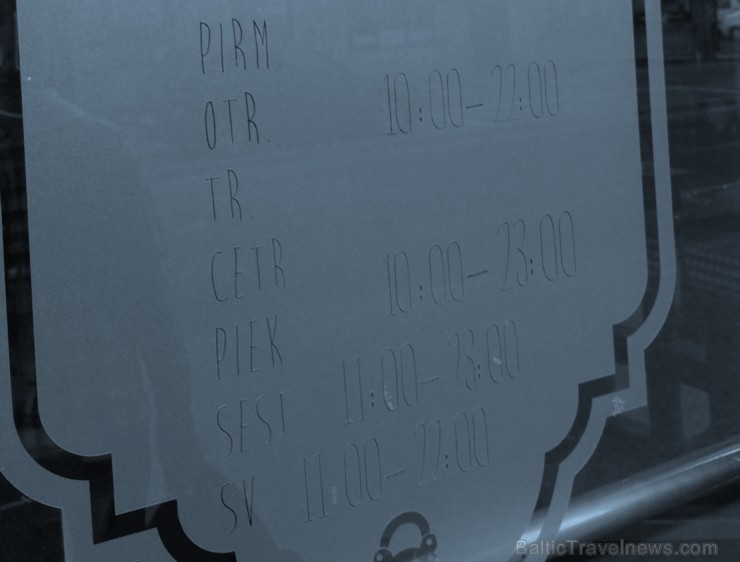 PIRM.
OTR. 10:00-22:00
TR
CETR 10:00-23:00
PIEK
SEST 11:00-23:00
SV 11:00-22:00
BalticTravelnews.com